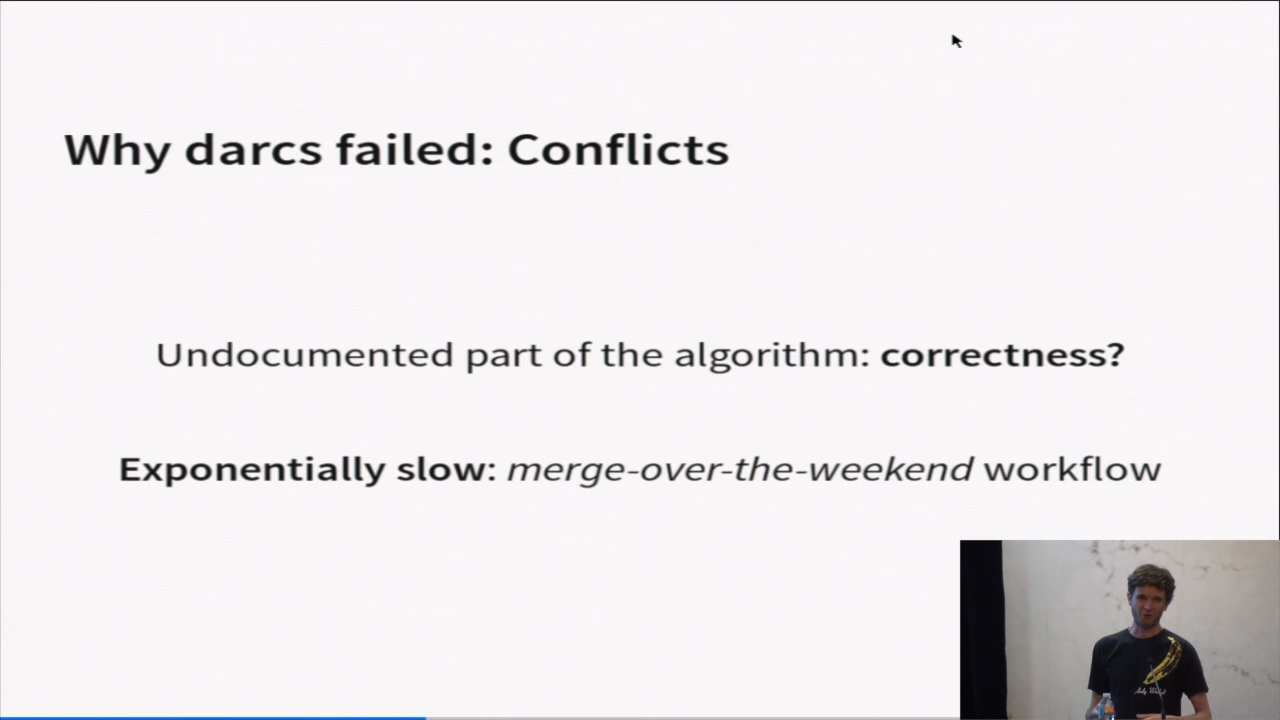 Why darcs failed: Conflicts
Undocumented part of the algorithm: correctness?
Exponentially slow: merge-over-the-weekend workflow